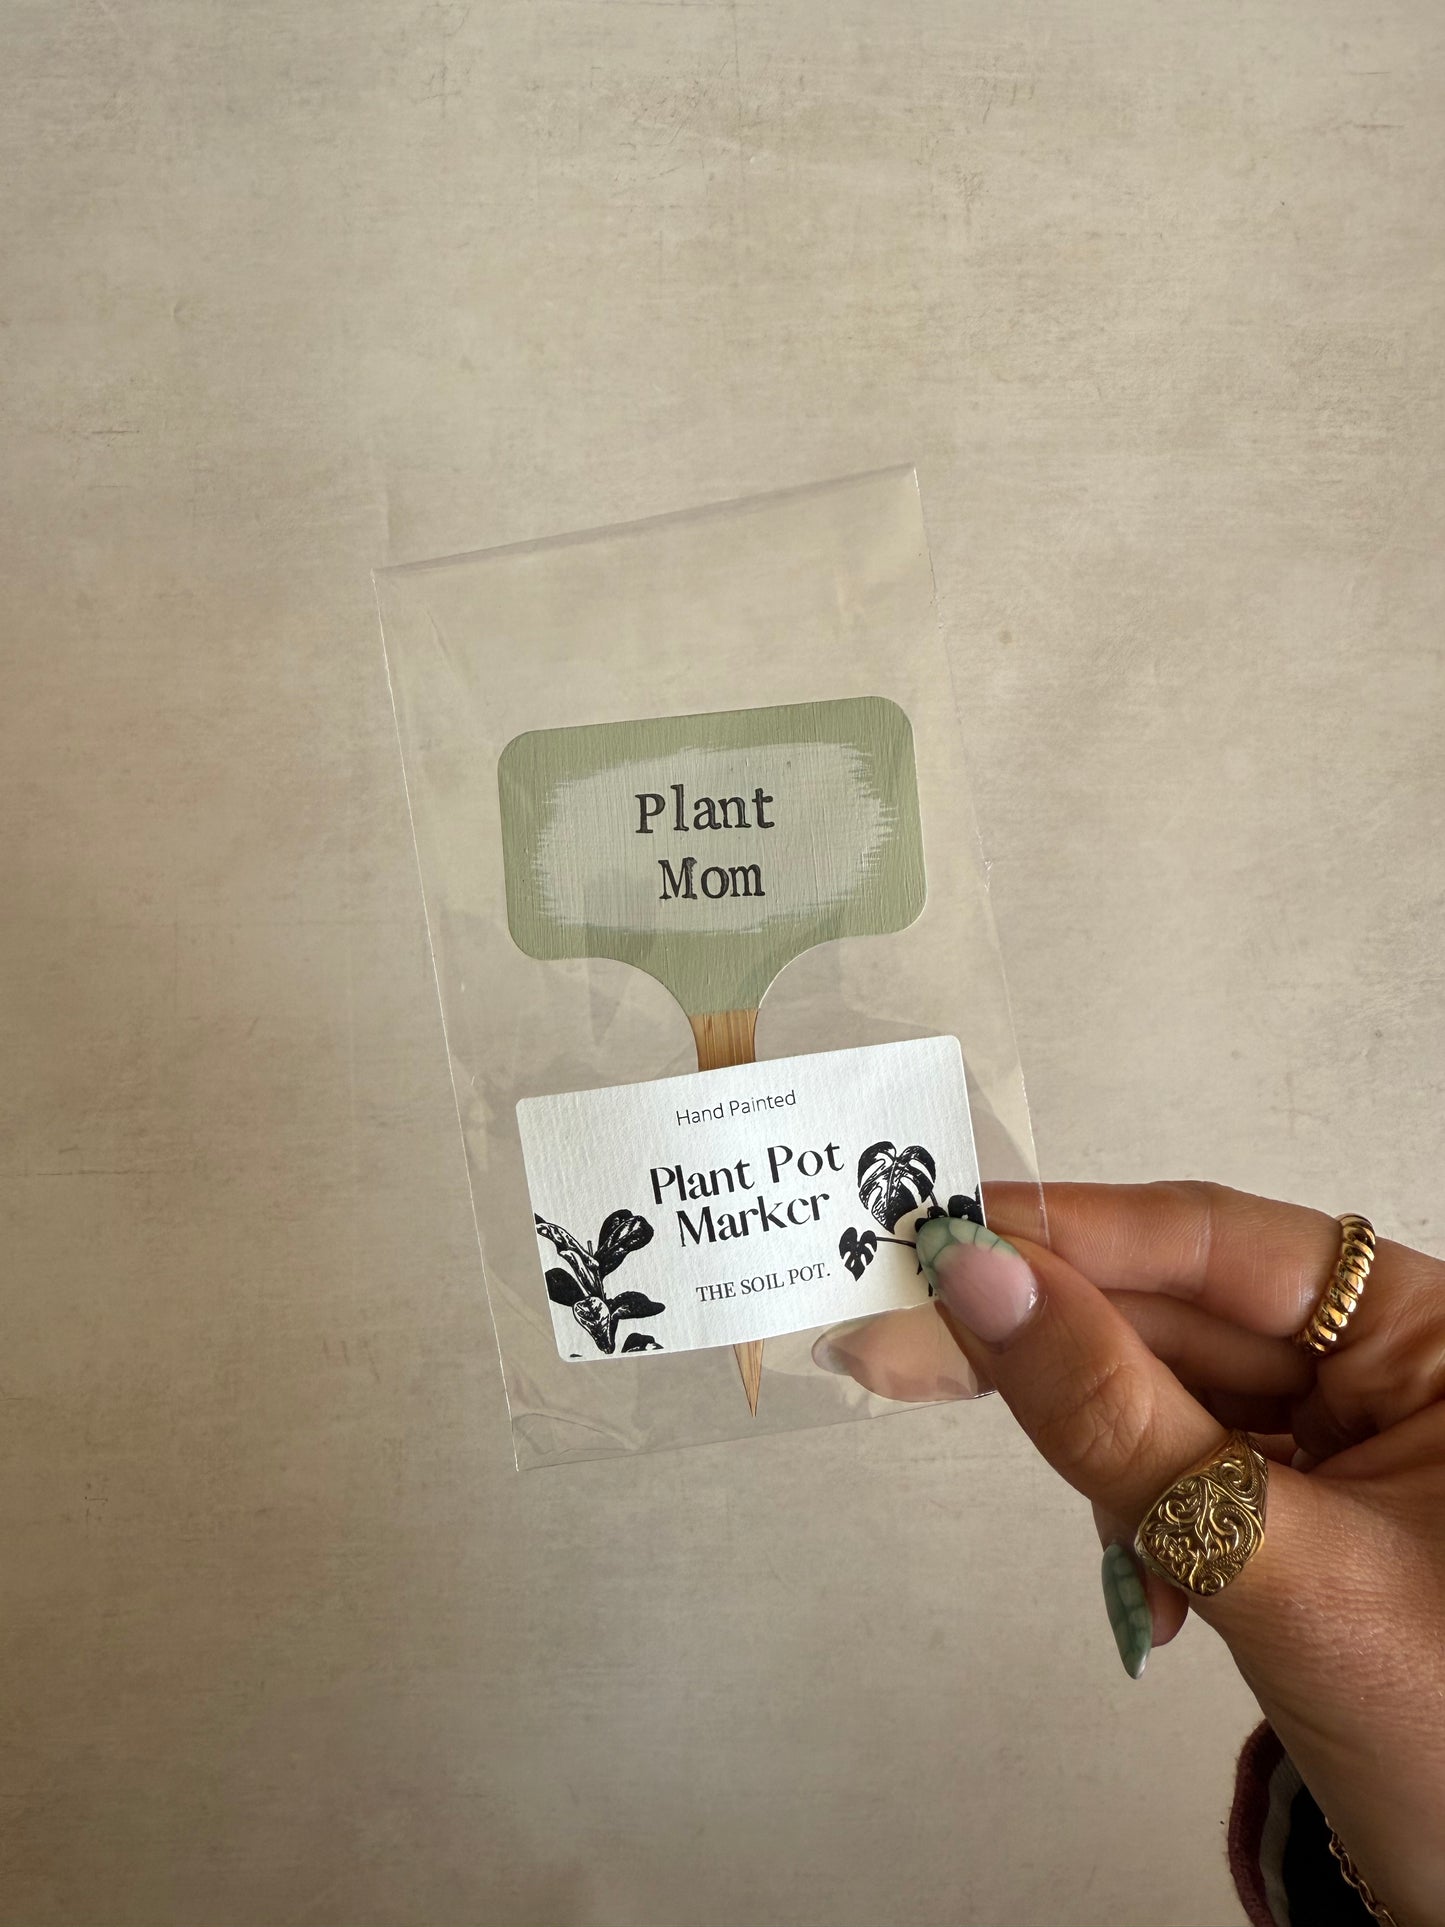 Plant
Mom
Hand Painted
Plant Pot
Marker
THE SOIL POT.